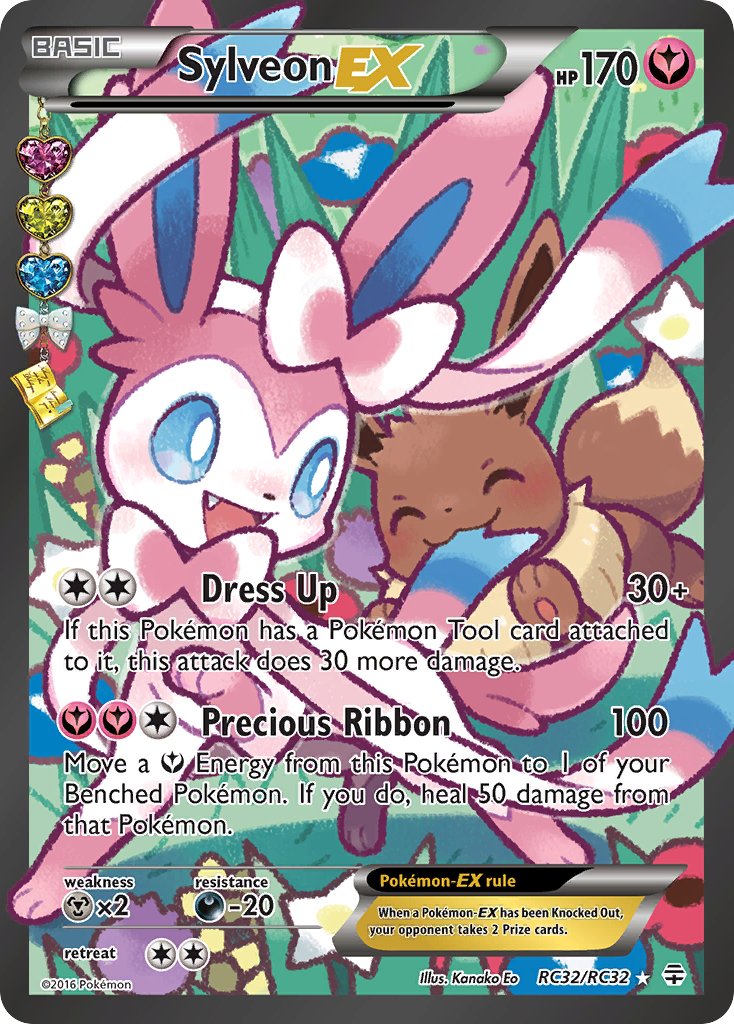 BASIC
Sylveon EX
HP 170
Dress Up 30+
If this Pokémon has a Pokémon Tool card attached
to it, this attack does 30 more damage.
Precious Ribbon 100
Move a Energy from this Pokémon to 1 of your
Benched Pokémon. If you do, heal 50 damage from
that Pokémon.
weakness
×2
resistance
-20
retreat
Pokémon-EX rule
When a Pokémon-EX has been Knocked Out,
your opponent takes 2 Prize cards.
©2016 Pokémon
Illus. Kanako Eo
RC32/RC32